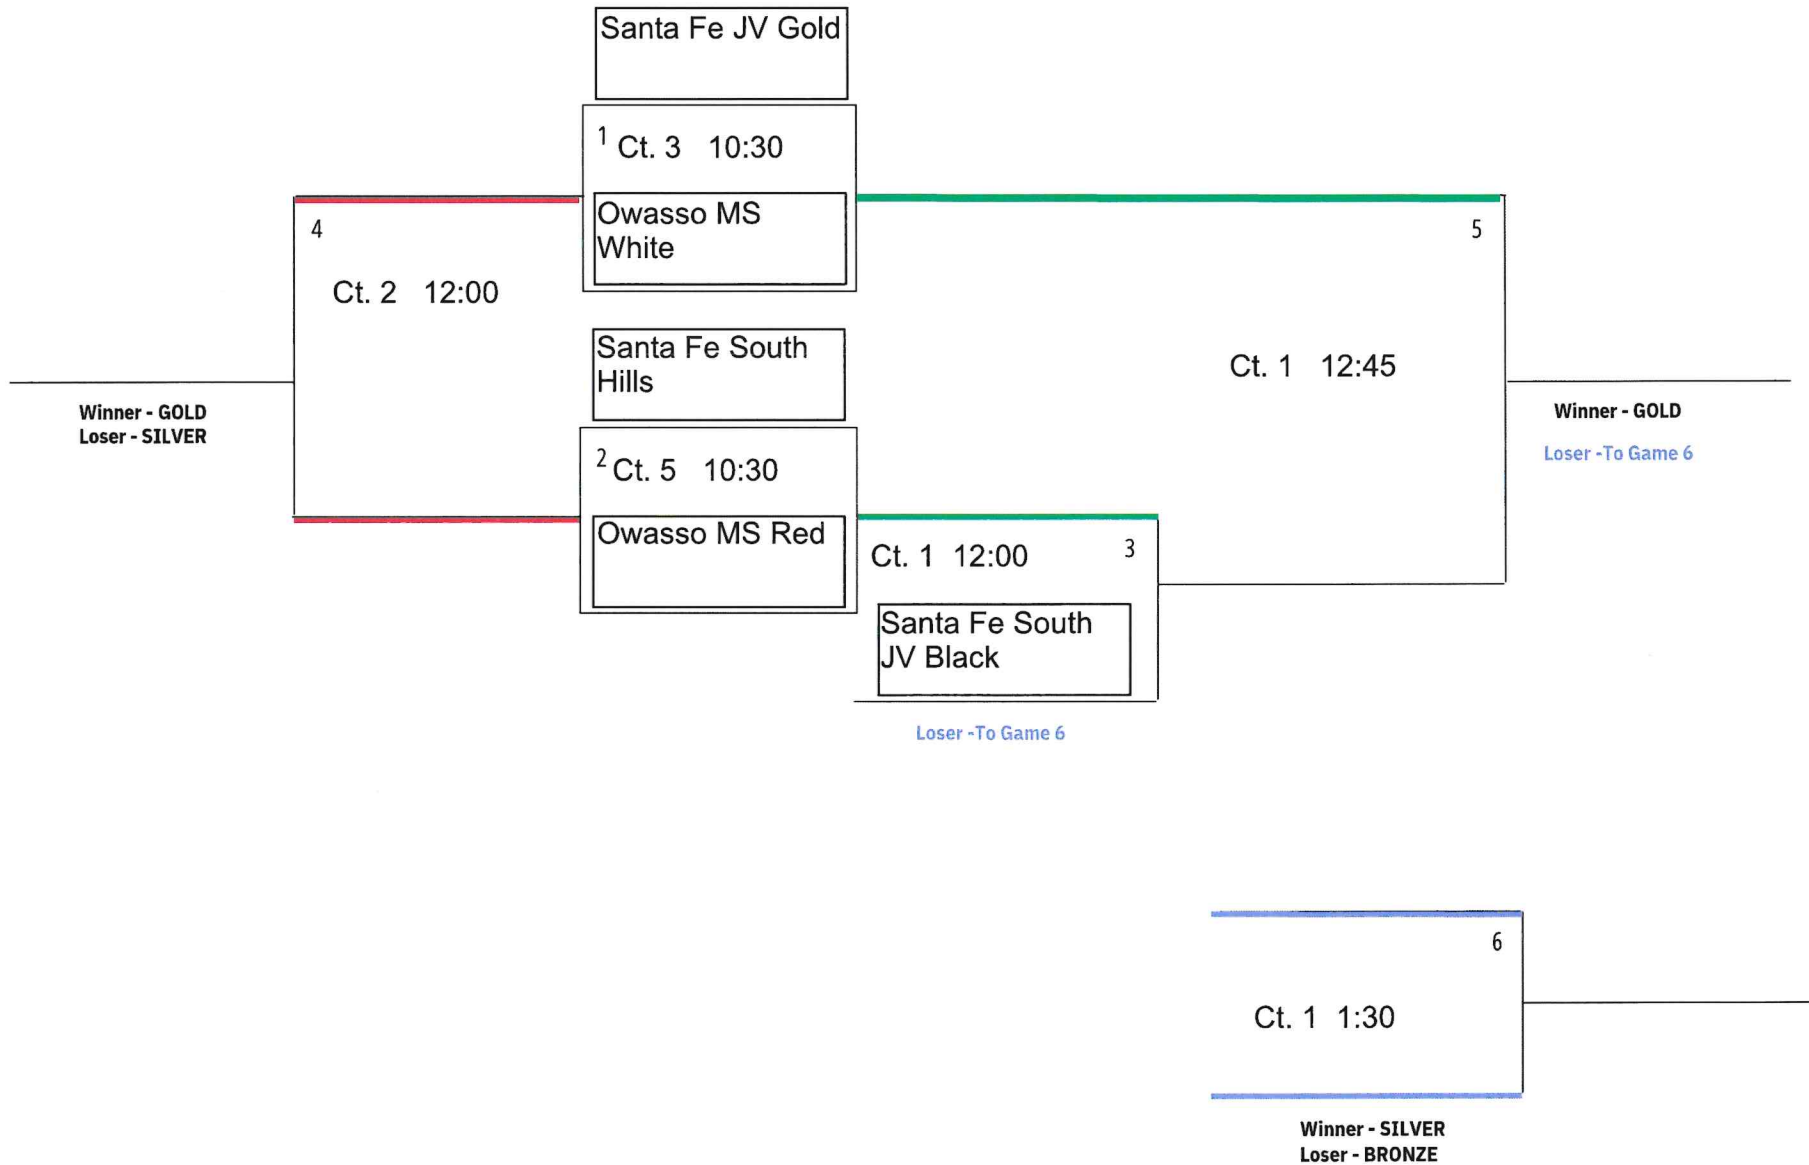 Santa Fe JV Gold
1 Ct. 3 10:30
Owasso MS
White
4
Ct. 2 12:00
5
Santa Fe South
Hills
Ct. 1 12:45
Winner - GOLD
Loser - SILVER
Winner - GOLD
Loser -To Game 6
2 Ct. 5 10:30
Owasso MS Red
Ct. 1 12:00 3
Santa Fe South
JV Black
Loser -To Game 6
6
Ct. 1 1:30
Winner - SILVER
Loser - BRONZE